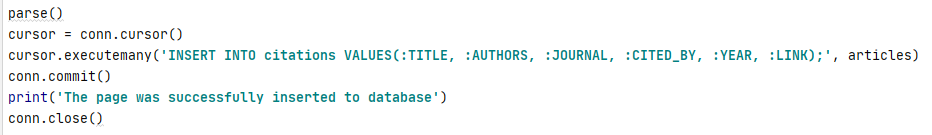 parse()
cursor = conn.cursor()
cursor.executemany('INSERT INTO citations VALUES(:TITLE, :AUTHORS, :JOURNAL, :CITED_BY, :YEAR, :LINK);', articles)
conn.commit()
print('The page was successfully inserted to database')
conn.close()